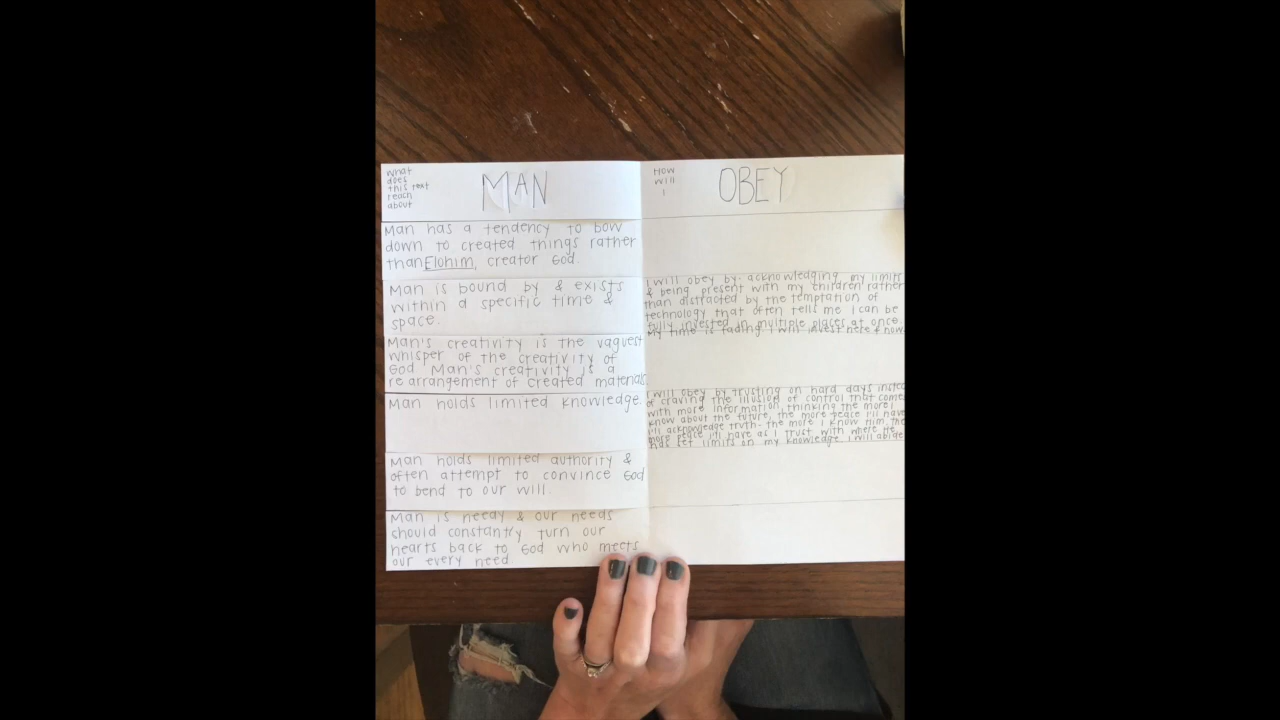 what
does
this text
teach
about
MAN
Man has a tendency to bow
down to created things rather
than Elohim, creator God.
Man is bound by & exists
within a specific time &
space.
Man's creativity is the vaguest
whisper of the creativity of
God Man's creativity is a
rearrangement of created materials.
Man holds limited knowledge.
Man holds limited authority &
often attempt to convince God
to bend to our will.
Man is needy & our needs
should constantly turn our
hearts back to God who meets
our every need.
How
will
I
OBEY
I will obey by acknowledging my limits
& being present with my children rather
than distracted by the temptation of
technology that often tells me I can be
fully invested in multiple places at once.
My time is fading I will invest here & now
I will obey by trusting on hard days instead
of craving the illusion of control that comes
with more information, thinking the more I
know about the future, the more peace I'll have
I'll acknowledge truth- the more I know Him, the
more peace I'll have as I trust with where He
has set limits on my knowledge I will abide